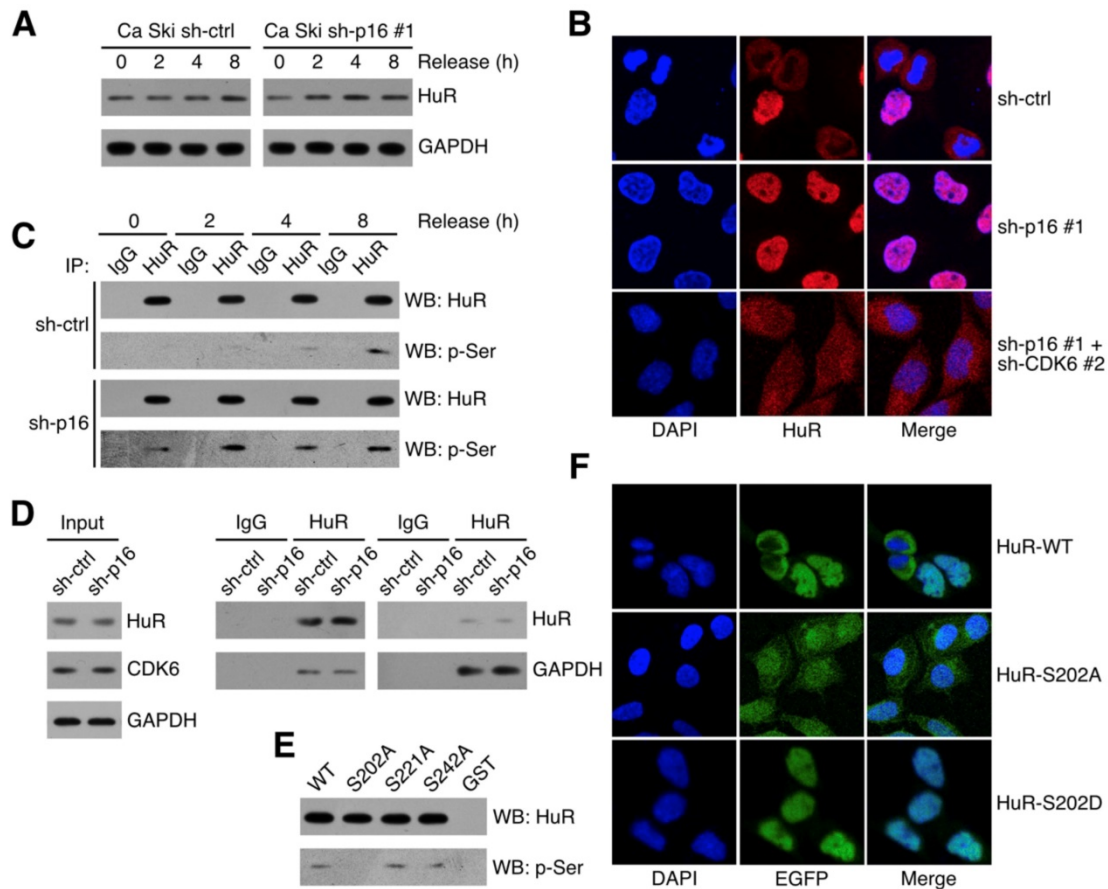 A
Ca Ski sh-ctrl Ca Ski sh-p16 #1
0 2 4 8 0 2 4 8 Release (h)
HuR
GAPDH
B
sh-ctrl
sh-p16 #1
sh-p16 #1 +
sh-CDK6 #2
DAPI HuR Merge
C
0 2 4 8 Release (h)
IP: IgG HuR IgG HuR IgG HuR IgG HuR
sh-ctrl
WB: HuR
WB: p-Ser
sh-p16
WB: HuR
WB: p-Ser
D
Input IgG HuR IgG HuR
sh-ctrl sh-p16 sh-ctrl sh-p16 sh-ctrl sh-p16 sh-ctrl sh-p16 sh-ctrl sh-p16
HuR HuR
CDK6 GAPDH
GAPDH
E
WT S202A S221A S242A GST
WB: HuR
WB: p-Ser
F
HuR-WT
HuR-S202A
HuR-S202D
DAPI EGFP Merge